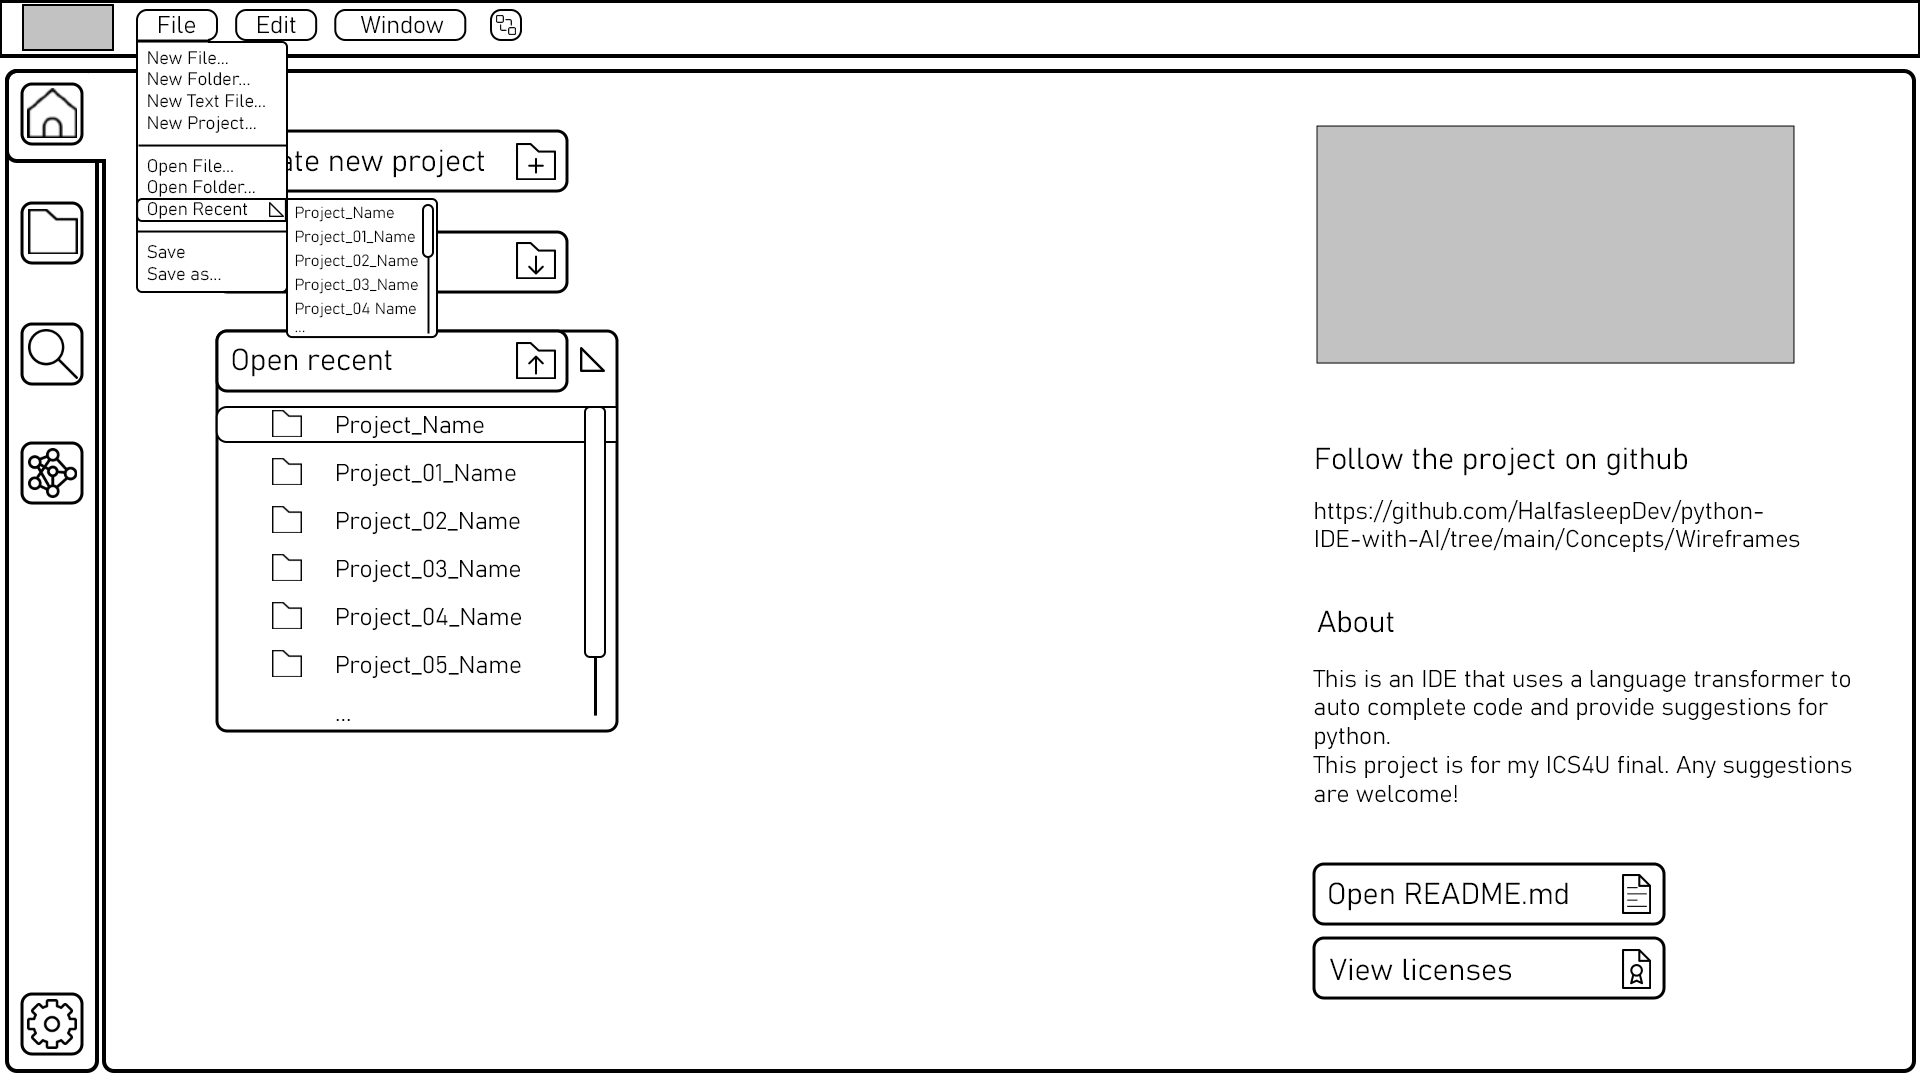 File Edit Window
New File...
New Folder...
New Text File...
New Project...
Open File...
Open Folder...
Open Recent
Save
Save as...
Project_Name
Project_01_Name
Project_02_Name
Project_03_Name
Project_04 Name
...
ate new project
Open recent
Project_Name
Project_01_Name
Project_02_Name
Project_03_Name
Project_04_Name
Project_05_Name
...
Follow the project on github
https://github.com/HalfasleepDev/python-
IDE-with-AI/tree/main/Concepts/Wireframes
About
This is an IDE that uses a language transformer to
auto complete code and provide suggestions for
python.
This project is for my ICS4U final. Any suggestions
are welcome!
Open README.md
View licenses